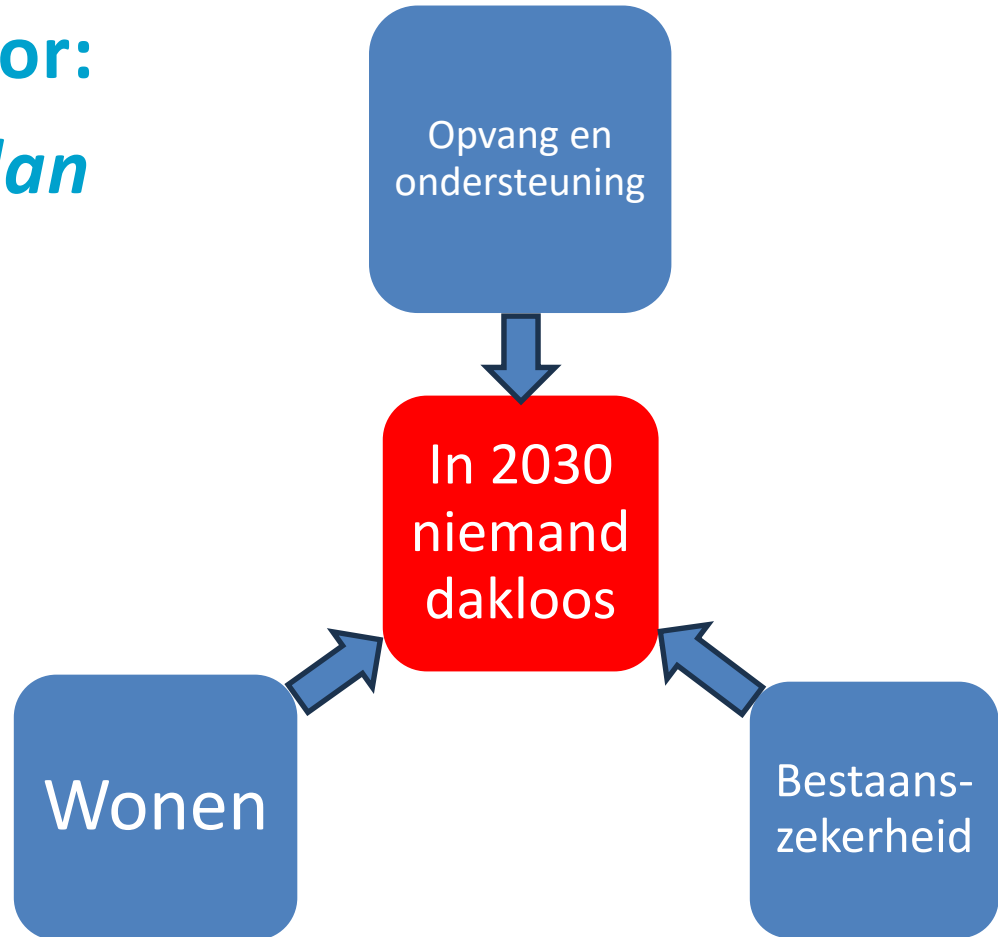 or:
lan
Opvang en
ondersteuning
In 2030
niemand
dakloos
Wonen
Bestaans-
zekerheid